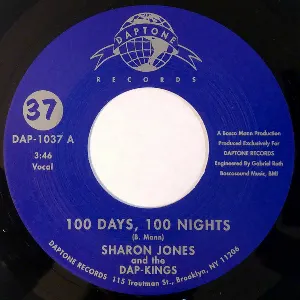 DAPTONE
RECORDS
37
DAP-1037 A
3:46
Vocal
A Bosco Mann Production
Produced Exclusively For
DAPTONE RECORDS
Engineered By Gabriel Roth
Boscosound Music, BMI
100 DAYS, 100 NIGHTS
(B. Mann)
SHARON JONES
and the
DAP-KINGS
DAPTONE RECORDS 115 Troutman St., Brooklyn, NY 11206